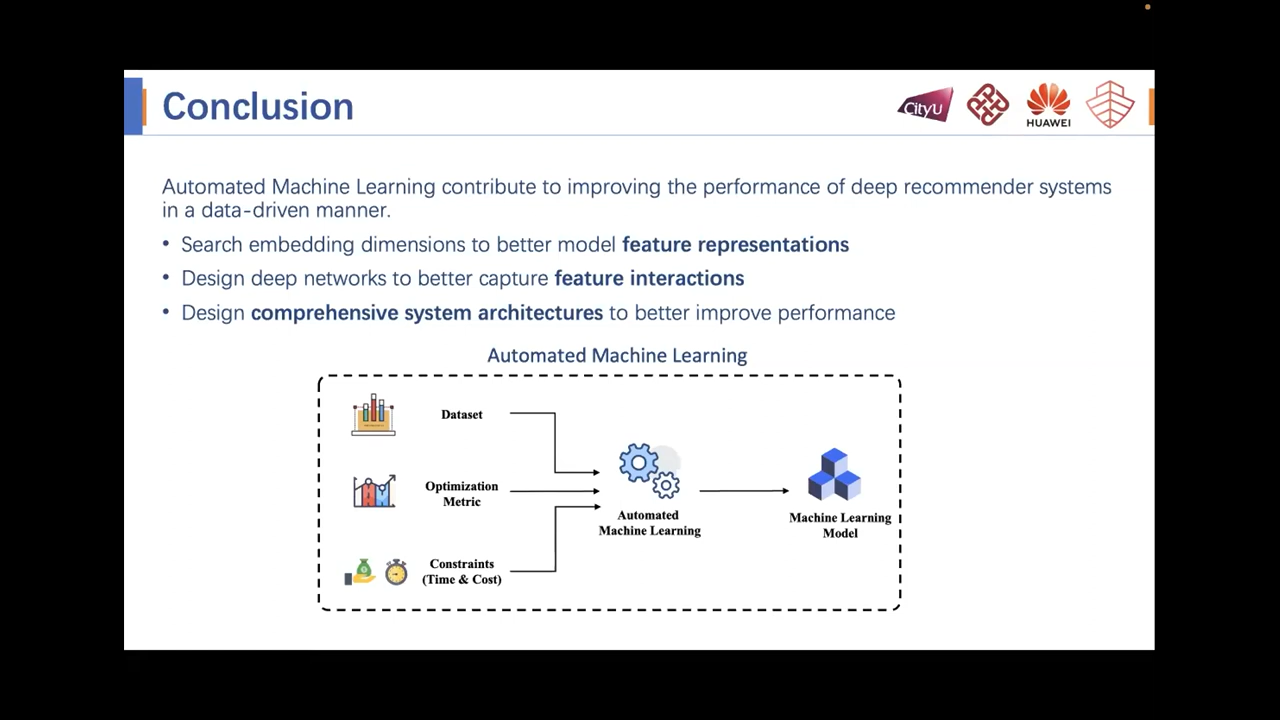 Conclusion
CityU
HUAWEI
Automated Machine Learning contribute to improving the performance of deep recommender systems
in a data-driven manner.
• Search embedding dimensions to better model feature representations
• Design deep networks to better capture feature interactions
• Design comprehensive system architectures to better improve performance
Automated Machine Learning
Dataset
Optimization
Metric
Constraints
(Time & Cost)
Automated
Machine Learning
Machine Learning
Model